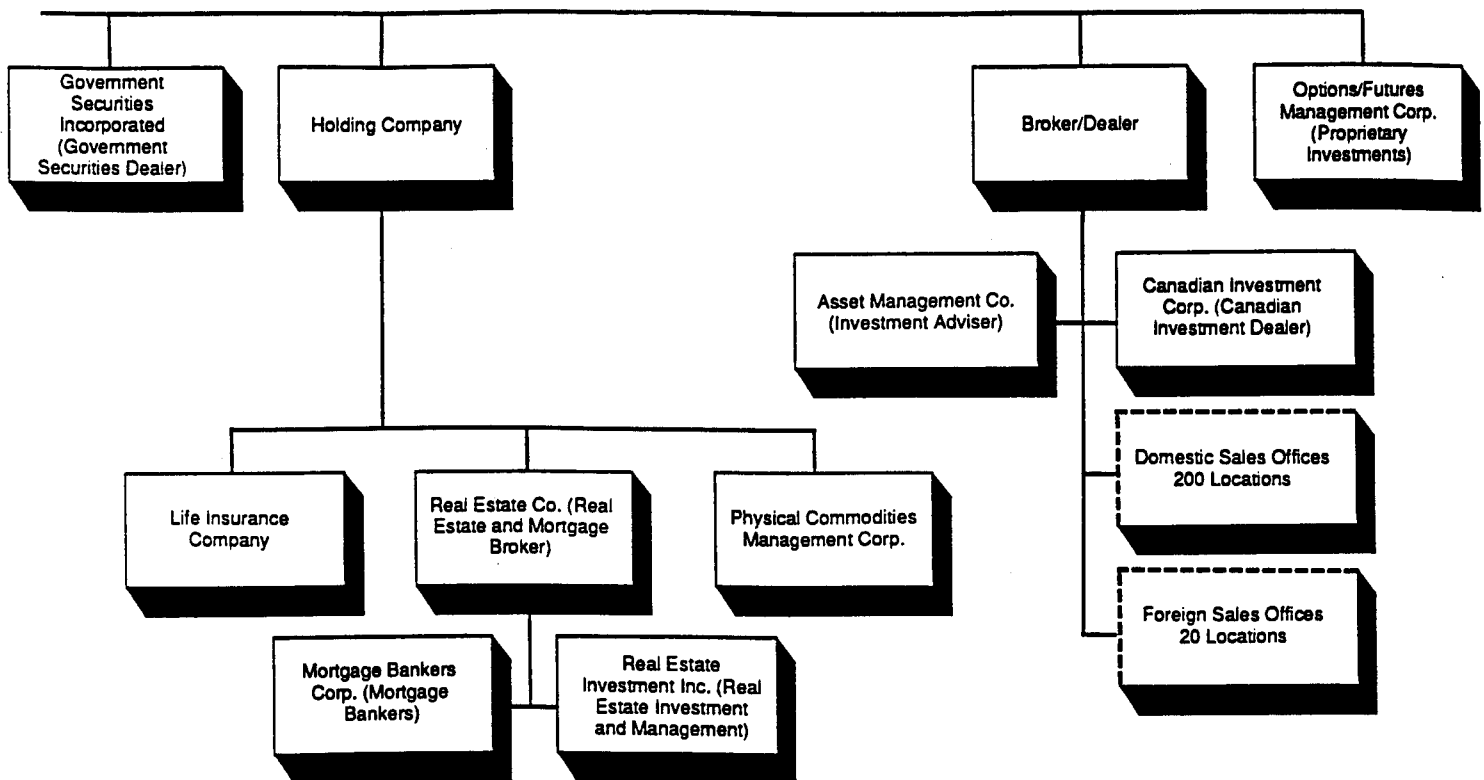 Government
Securities
Incorporated
(Government
Securities Dealer)
Holding Company
Broker/Dealer
Options/Futures
Management Corp.
(Proprietary
Investments)
Asset Management Co.
(Investment Adviser)
Canadian Investment
Corp. (Canadian
Investment Dealer)
Domestic Sales Offices
200 Locations
Foreign Sales Offices
20 Locations
Life Insurance
Company
Real Estate Co. (Real
Estate and Mortgage
Broker)
Physical Commodities
Management Corp.
Mortgage Bankers
Corp. (Mortgage
Bankers)
Real Estate
Investment Inc. (Real
Estate Investment
and Management)